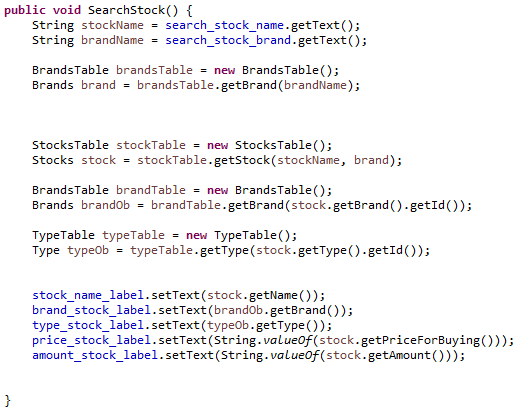 public void SearchStock() {
String stockName = search_stock_name.getText();
String brandName = search_stock_brand.getText();
BrandsTable brandsTable = new BrandsTable();
Brands brand = brandsTable.getBrand(brandName);
StocksTable stockTable = new StocksTable();
Stocks stock = stockTable.getStock(stockName, brand);
BrandsTable brandTable = new BrandsTable();
Brands brandOb = brandTable.getBrand(stock.getBrand().getId());
TypeTable typeTable = new TypeTable();
Type typeOb = typeTable.getType(stock.getType().getId());
stock_name_label.setText(stock.getName());
brand_stock_label.setText(brandOb.getBrand());
type_stock_label.setText(typeOb.getType());
price_stock_label.setText(String.valueOf(stock.getPriceForBuying()));
amount_stock_label.setText(String.valueOf(stock.getAmount()));
}